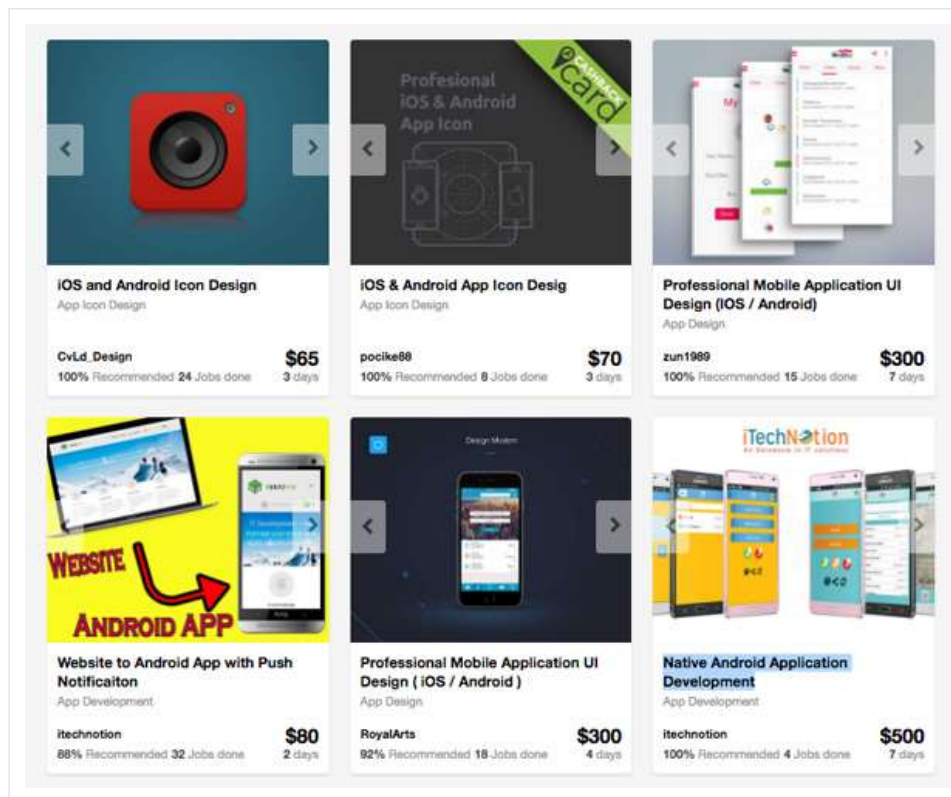 Profesional
iOS & Android
App Icon
CASHBACK
card
iOS and Android Icon Design
App Icon Design
CvLd_Design
$65
100% Recommended 24 Jobs done
3 days
iOS & Android App Icon Desig
App Icon Design
pocike88
$70
100% Recommended 8 Jobs done
3 days
My
Professional Mobile Application UI
Design (IOS / Android)
App Design
zun1989
$300
100% Recommended 15 Jobs done
7 days
WEBSITE
ANDROID APP
Website to Android App with Push
Notificaiton
App Development
itechnotion
$80
88% Recommended 32 Jobs done
2 days
Design Modern
Professional Mobile Application UI
Design ( iOS / Android )
App Design
RoyalArts
$300
92% Recommended 18 Jobs done
4 days
iTechNotion
Native Android Application
Development
App Development
itechnotion
$500
100% Recommended 4 Jobs done
7 days